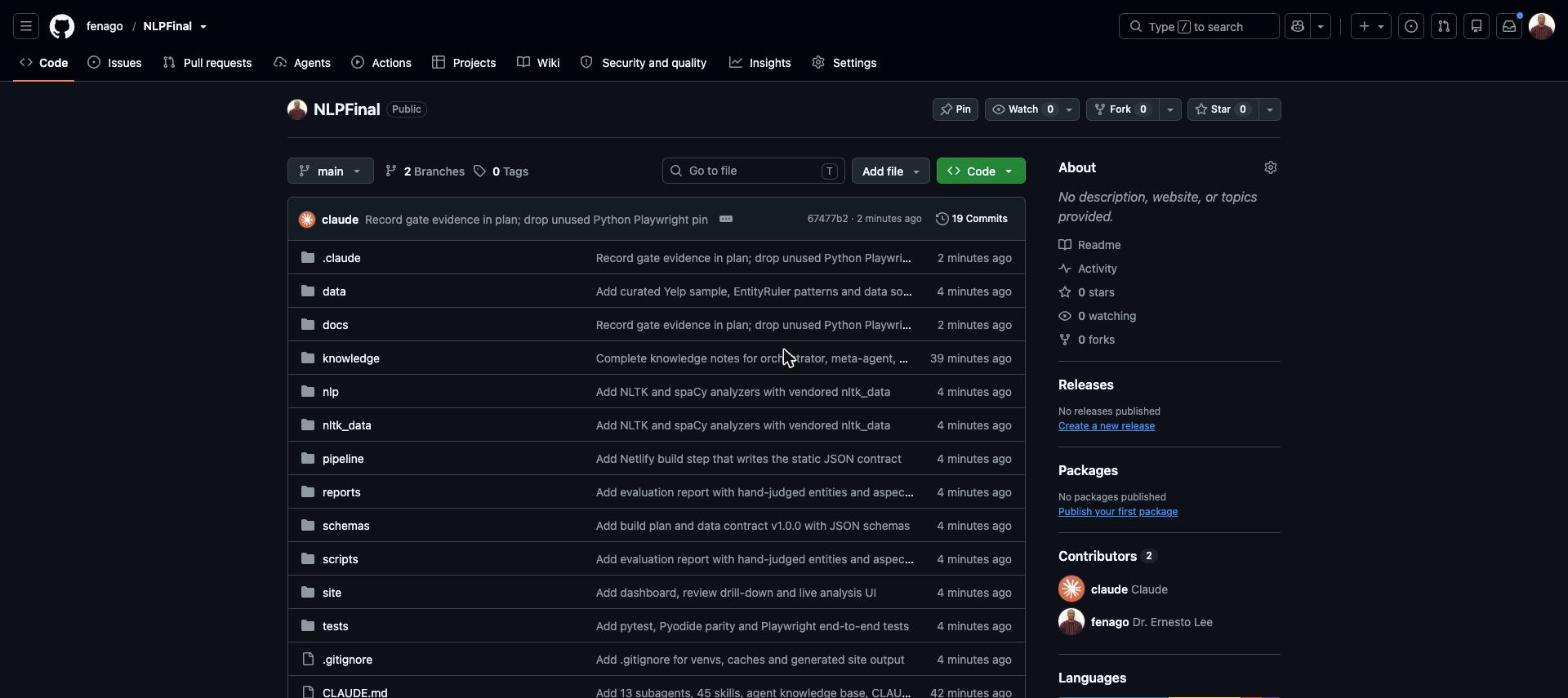 fenago / NLPFinal
Type / to search
Code Issues Pull requests Agents Actions Projects Wiki Security and quality Insights Settings
NLPFinal Public
Pin Watch 0 Fork 0 Star 0
main 2 Branches 0 Tags Go to file T Add file Code
claude Record gate evidence in plan; drop unused Python Playwright pin 67477b2 · 2 minutes ago 19 Commits
.claude Record gate evidence in plan; drop unused Python Playwri... 2 minutes ago
data Add curated Yelp sample, EntityRuler patterns and data so... 4 minutes ago
docs Record gate evidence in plan; drop unused Python Playwri... 2 minutes ago
knowledge Complete knowledge notes for orchestrator, meta-agent, ... 39 minutes ago
nlp Add NLTK and spaCy analyzers with vendored nltk_data 4 minutes ago
nltk_data Add NLTK and spaCy analyzers with vendored nltk_data 4 minutes ago
pipeline Add Netlify build step that writes the static JSON contract 4 minutes ago
reports Add evaluation report with hand-judged entities and aspec... 4 minutes ago
schemas Add build plan and data contract v1.0.0 with JSON schemas 4 minutes ago
scripts Add evaluation report with hand-judged entities and aspec... 4 minutes ago
site Add dashboard, review drill-down and live analysis UI 4 minutes ago
tests Add pytest, Pyodide parity and Playwright end-to-end tests 4 minutes ago
.gitignore Add .gitignore for venvs, caches and generated site output 4 minutes ago
CLAUDE.md Add 13 subagents, 45 skills, agent knowledge base, CLAU... 42 minutes ago
About
No description, website, or topics
provided.
Readme
Activity
0 stars
0 watching
0 forks
Releases
No releases published
Create a new release
Packages
No packages published
Publish your first package
Contributors 2
claude Claude
fenago Dr. Ernesto Lee
Languages